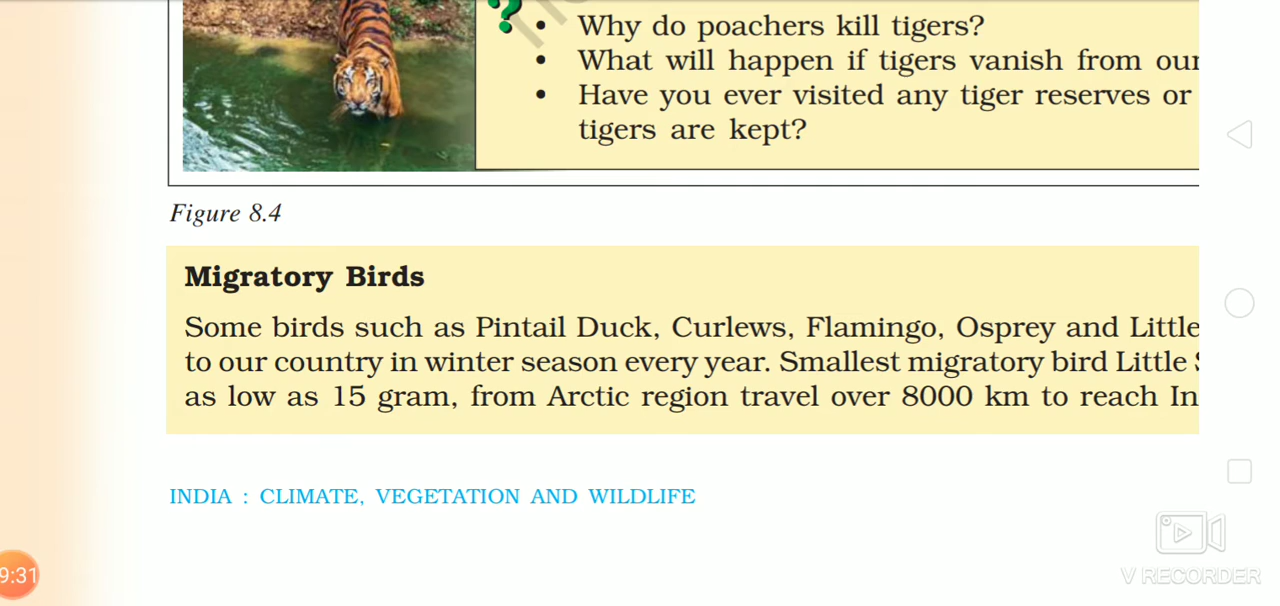 ? • Why do poachers kill tigers?
• What will happen if tigers vanish from our
• Have you ever visited any tiger reserves or
tigers are kept?
Figure 8.4
Migratory Birds
Some birds such as Pintail Duck, Curlews, Flamingo, Osprey and Little
to our country in winter season every year. Smallest migratory bird Little
as low as 15 gram, from Arctic region travel over 8000 km to reach
INDIA : CLIMATE, VEGETATION AND WILDLIFE
9:31
V RECORDER